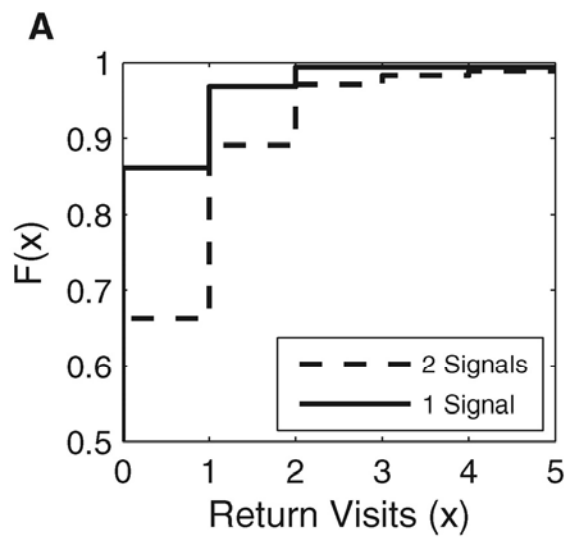 A
1
0.9
0.8
0.7
0.6
0.5
F(x)
0 1 2 3 4 5
Return Visits (x)
2 Signals
1 Signal